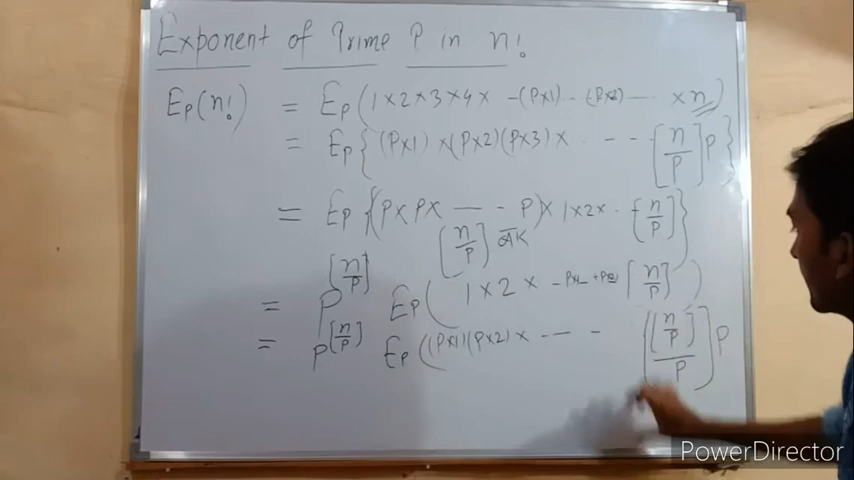 Exponent of Prime P in n!
Ep(n!) = Ep(1×2×3×4× -(P×1)--(P×2)---- ×n)
= Ep{(P×1)×(P×2)(P×3)× ---[n/P]P}
= Ep{(P×P× --- - P)×1×2×-[n/P]}
[n/P]
= P^[n/P] Ep(1×2× - [n/P])
= P^[n/P] Ep((P×1)(P×2)× --- - [[n/P]/P]P
PowerDirector